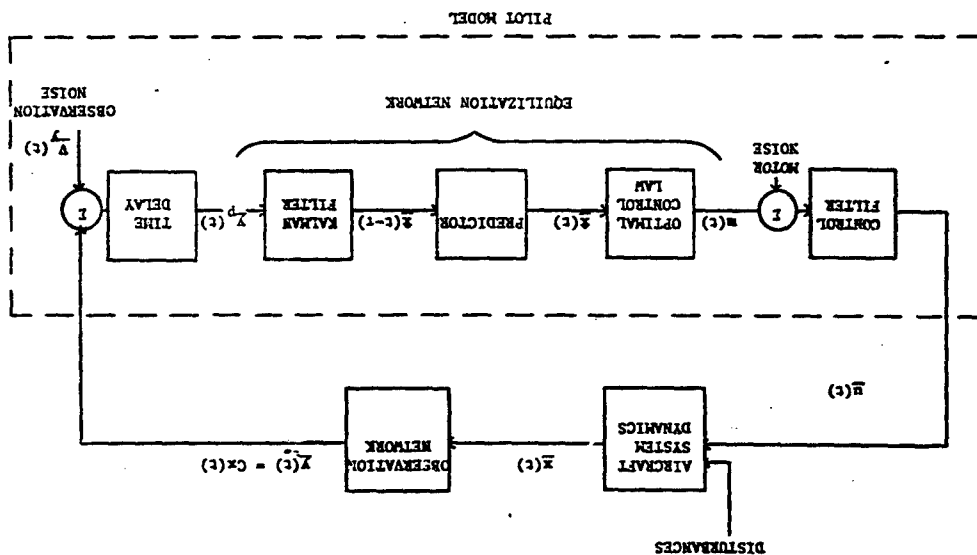 DISTURBANCES
AIRCRAFT
SYSTEM
DYNAMICS
x̅(t)
OBSERVATION
NETWORK
y̅(t) = Cx(t)
u̅(t)
CONTROL
FILTER
Σ
MOTOR
NOISE
m(t)
OPTIMAL
CONTROL
LAW
x̂(t)
PREDICTOR
x̂(t-τ)
KALMAN
FILTER
y̅p(t)
TIME
DELAY
Σ
V̅y(t)
OBSERVATION
NOISE
EQUILIZATION NETWORK
PILOT MODEL